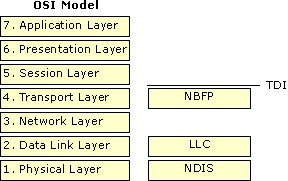 OSI Model
7. Application Layer
6. Presentation Layer
5. Session Layer
TDI
4. Transport Layer
NBFP
3. Network Layer
2. Data Link Layer
LLC
1. Physical Layer
NDIS